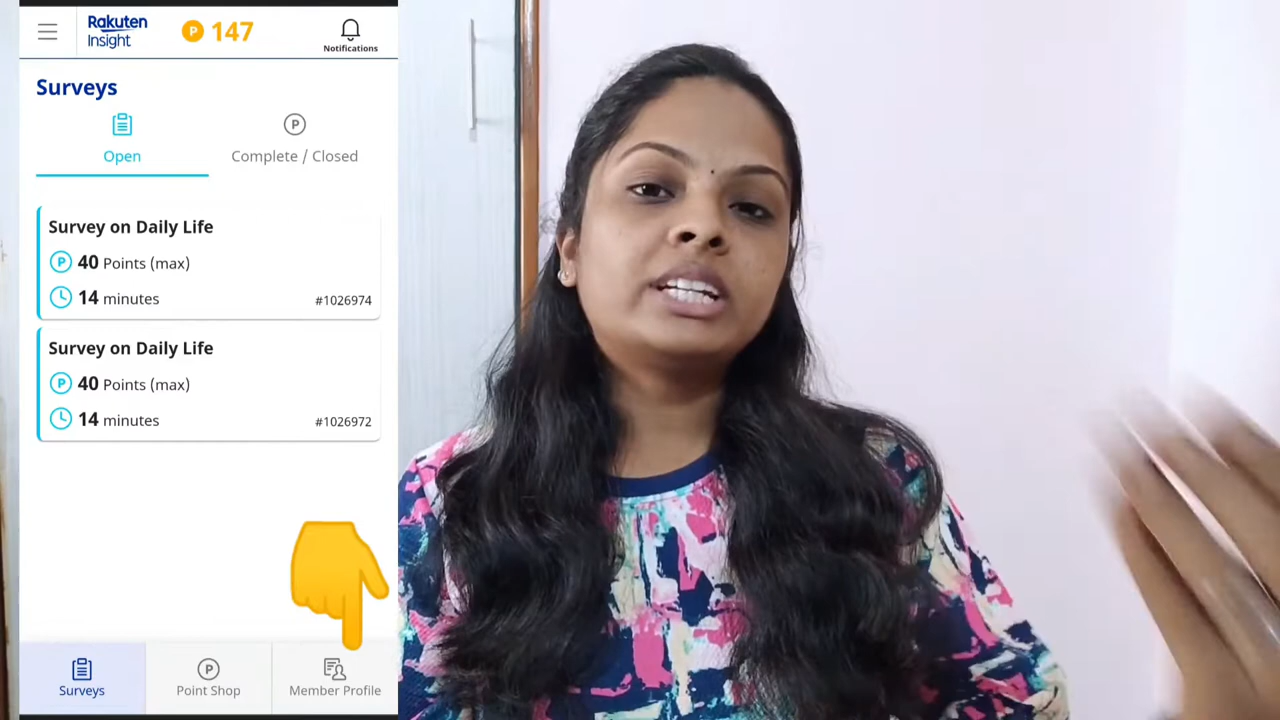 Rakuten
Insight
P 147
Notifications
Surveys
P
Open
Complete / Closed
Survey on Daily Life
P 40 Points (max)
14 minutes
#1026974
Survey on Daily Life
P 40 Points (max)
14 minutes
#1026972
P
Surveys
Point Shop
Member Profile